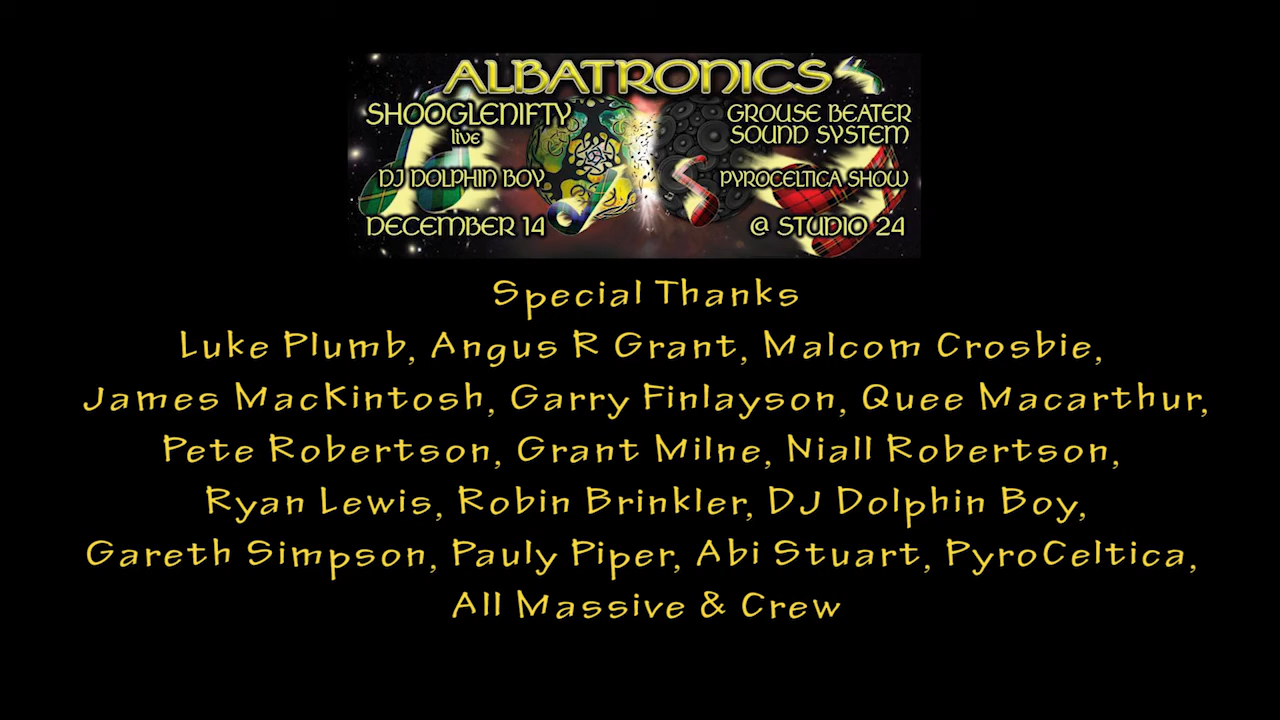 ALBATRONICS
SHOOGLENIFTY
live
GROUSE BEATER
SOUND SYSTEM
DJ DOLPHIN BOY
PYROCELTICA SHOW
DECEMBER 14
@ STUDIO 24
Special Thanks
Luke Plumb, Angus R Grant, Malcom Crosbie,
James MacKintosh, Garry Finlayson, Quee Macarthur,
Pete Robertson, Grant Milne, Niall Robertson,
Ryan Lewis, Robin Brinkler, DJ Dolphin Boy,
Gareth Simpson, Pauly Piper, Abi Stuart, PyroCeltica,
All Massive & Crew